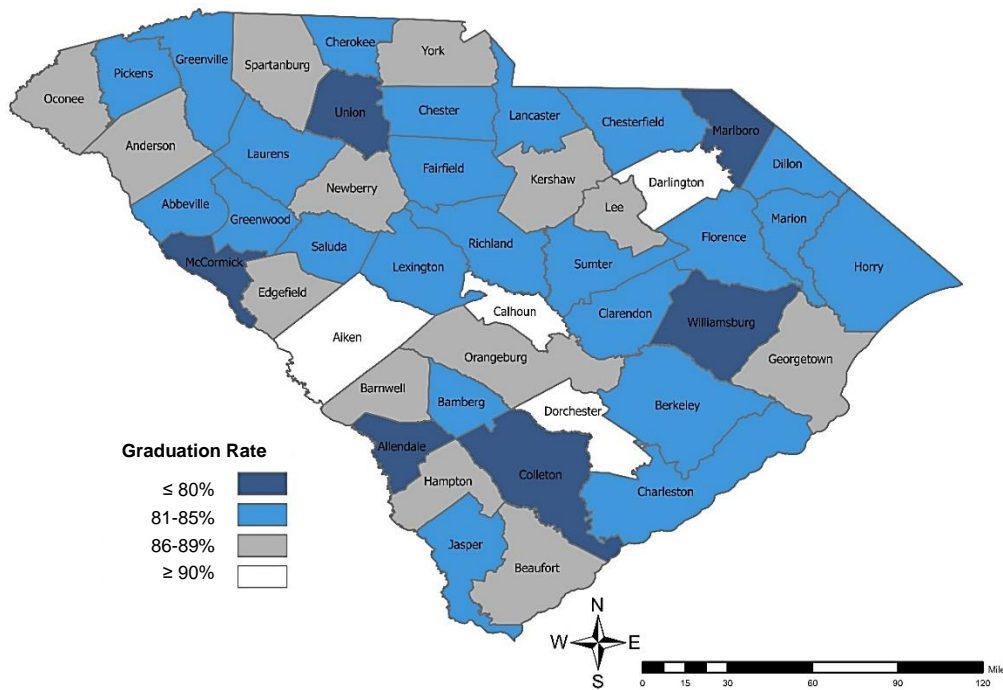 Cherokee
York
Greenville
Spartanburg
Pickens
Oconee
Union
Chester
Lancaster
Chesterfield
Marlboro
Anderson
Laurens
Dillon
Fairfield
Kershaw
Darlington
Newberry
Abbeville
Lee
Greenwood
Marion
Florence
Saluda
Richland
McCormick
Lexington
Sumter
Horry
Edgefield
Calhoun
Clarendon
Williamsburg
Aiken
Orangeburg
Georgetown
Barnwell
Bamberg
Dorchester
Berkeley
Allendale
Colleton
Hampton
Charleston
Jasper
Beaufort
Graduation Rate
≤ 80%
81-85%
86-89%
≥ 90%
N
W E
S
Mile
0 15 30 60 90 120